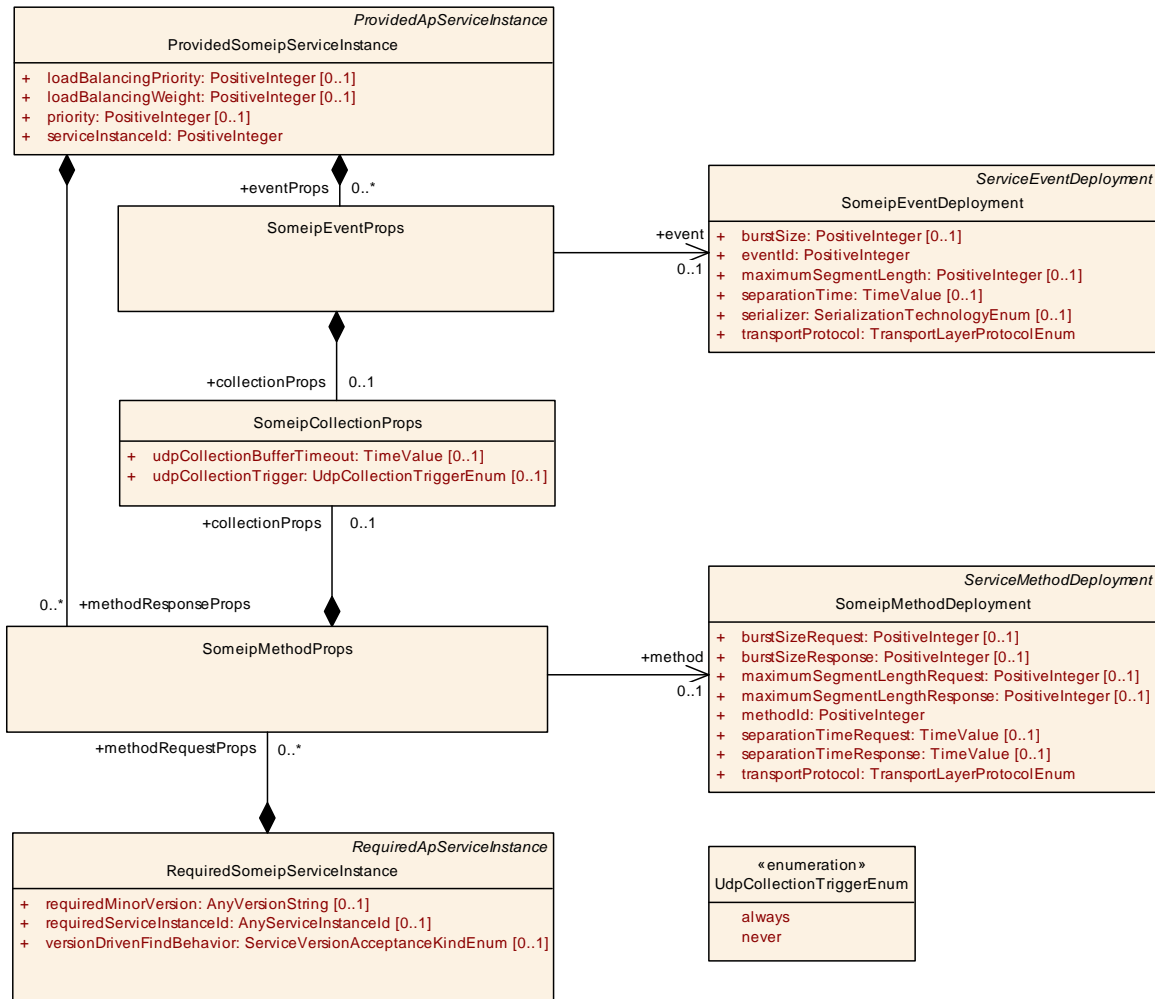 ProvidedApServiceInstance
ProvidedSomeipServiceInstance
+ loadBalancingPriority: PositiveInteger [0..1]
+ loadBalancingWeight: PositiveInteger [0..1]
+ priority: PositiveInteger [0..1]
+ serviceInstanceId: PositiveInteger
+eventProps 0..*
SomeipEventProps
+event
0..1
ServiceEventDeployment
SomeipEventDeployment
+ burstSize: PositiveInteger [0..1]
+ eventId: PositiveInteger
+ maximumSegmentLength: PositiveInteger [0..1]
+ separationTime: TimeValue [0..1]
+ serializer: SerializationTechnologyEnum [0..1]
+ transportProtocol: TransportLayerProtocolEnum
+collectionProps 0..1
SomeipCollectionProps
+ udpCollectionBufferTimeout: TimeValue [0..1]
+ udpCollectionTrigger: UdpCollectionTriggerEnum [0..1]
+collectionProps 0..1
0..* +methodResponseProps
SomeipMethodProps
+method
0..1
ServiceMethodDeployment
SomeipMethodDeployment
+ burstSizeRequest: PositiveInteger [0..1]
+ burstSizeResponse: PositiveInteger [0..1]
+ maximumSegmentLengthRequest: PositiveInteger [0..1]
+ maximumSegmentLengthResponse: PositiveInteger [0..1]
+ methodId: PositiveInteger
+ separationTimeRequest: TimeValue [0..1]
+ separationTimeResponse: TimeValue [0..1]
+ transportProtocol: TransportLayerProtocolEnum
+methodRequestProps 0..*
RequiredApServiceInstance
RequiredSomeipServiceInstance
+ requiredMinorVersion: AnyVersionString [0..1]
+ requiredServiceInstanceId: AnyServiceInstanceId [0..1]
+ versionDrivenFindBehavior: ServiceVersionAcceptanceKindEnum [0..1]
«enumeration»
UdpCollectionTriggerEnum
always
never